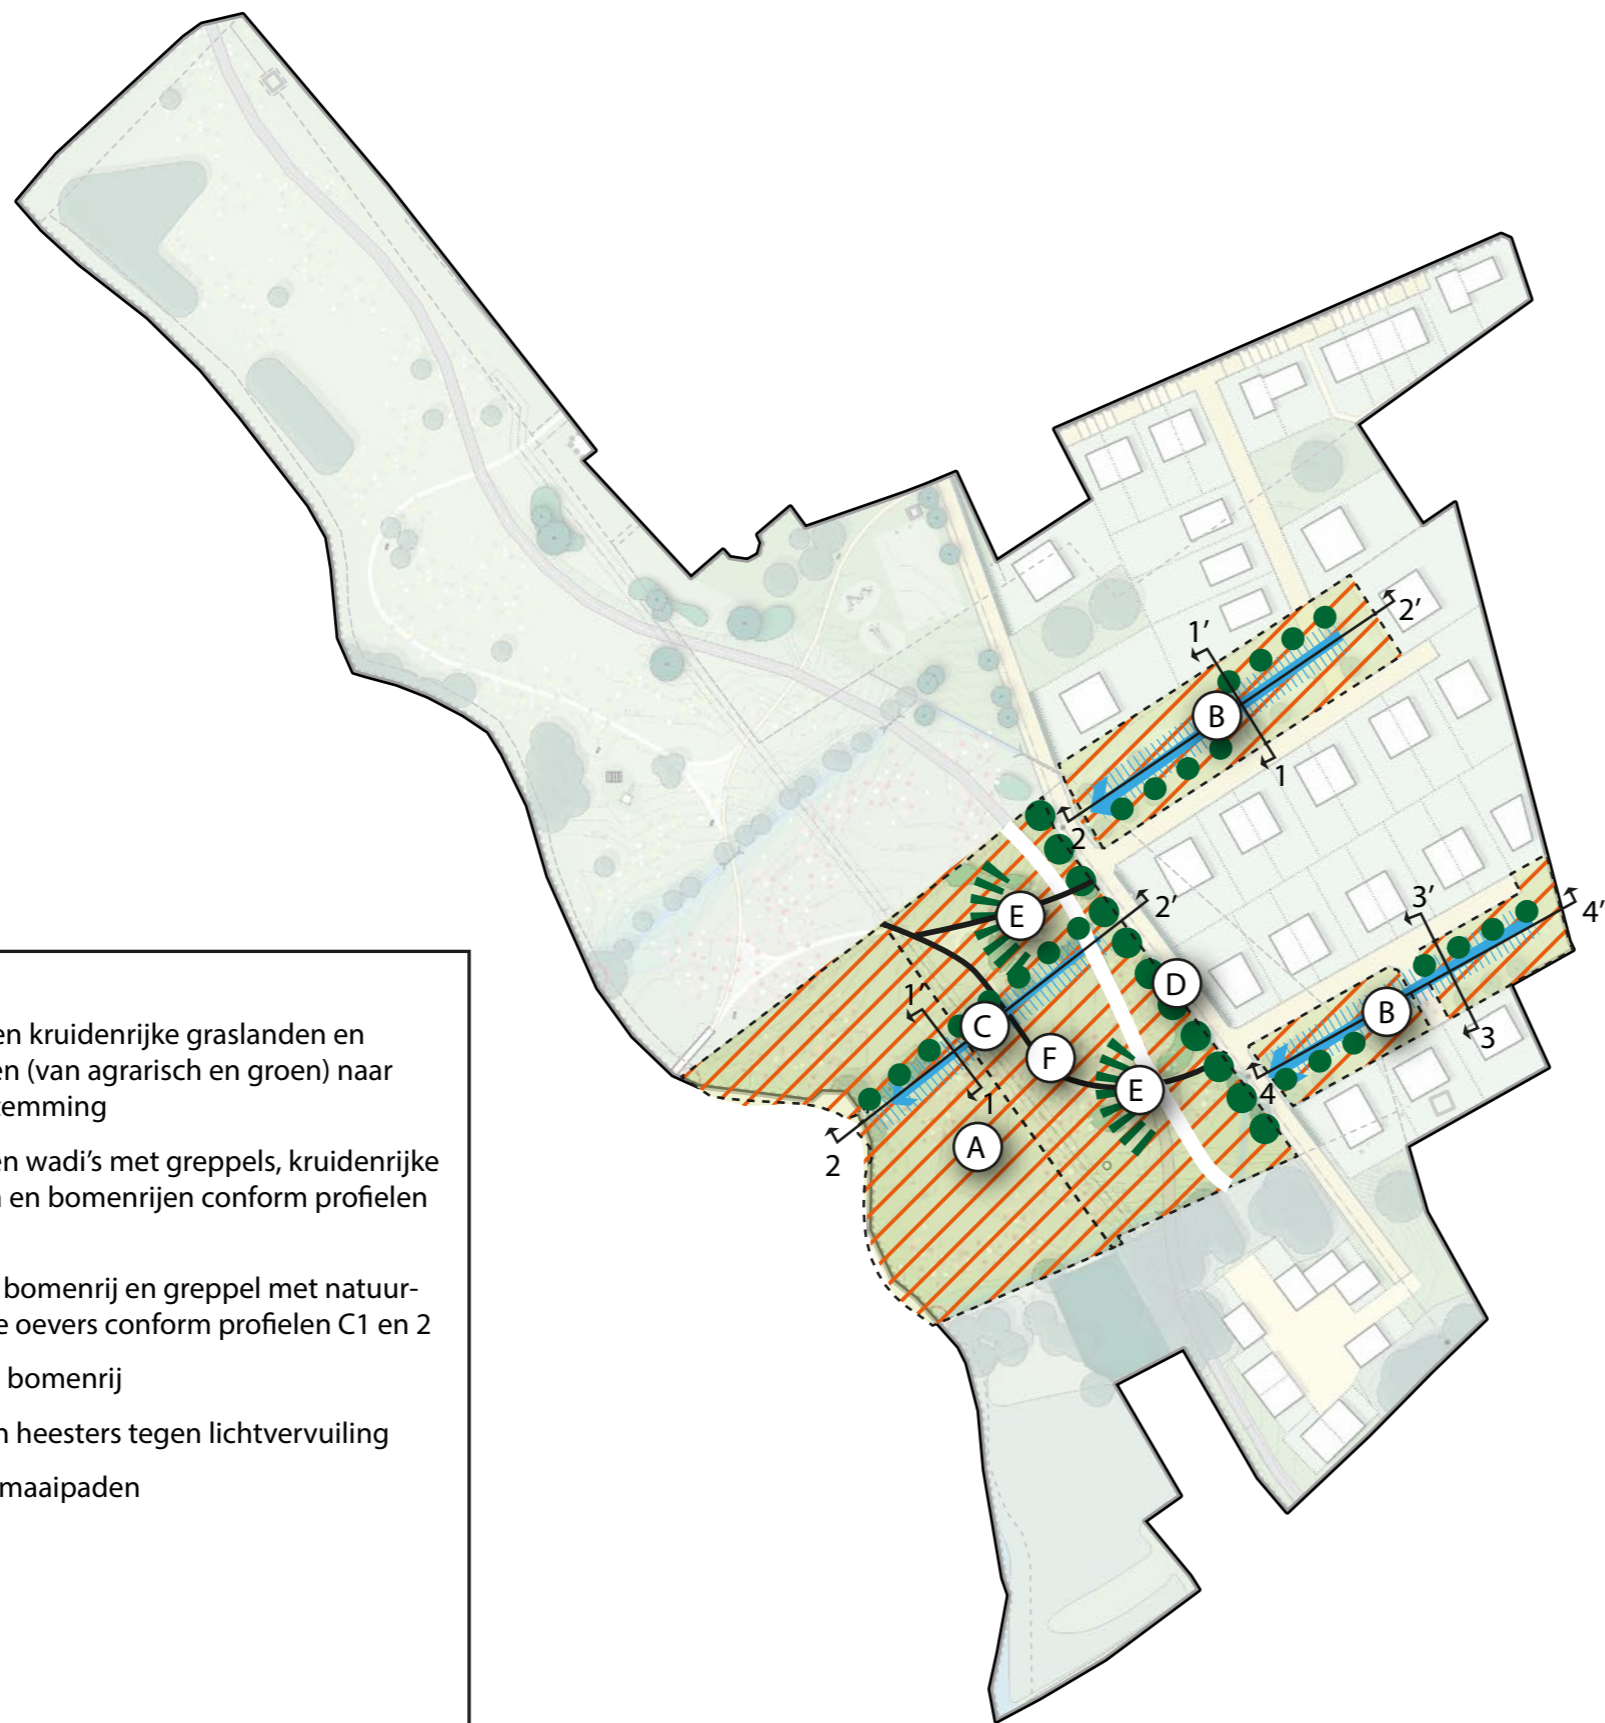 1'
2'
B
1
2
E
2'
3'
4'
D
1'
C
B
F
3
E
4
1
A
2
en kruidenrijke graslanden en
en (van agrarisch en groen) naar
temming
en wadi's met greppels, kruidenrijke
n en bomenrijen conform profielen
bomenrij en greppel met natuur-
e oevers conform profielen C1 en 2
bomenrij
n heesters tegen lichtvervuiling
maaipaden